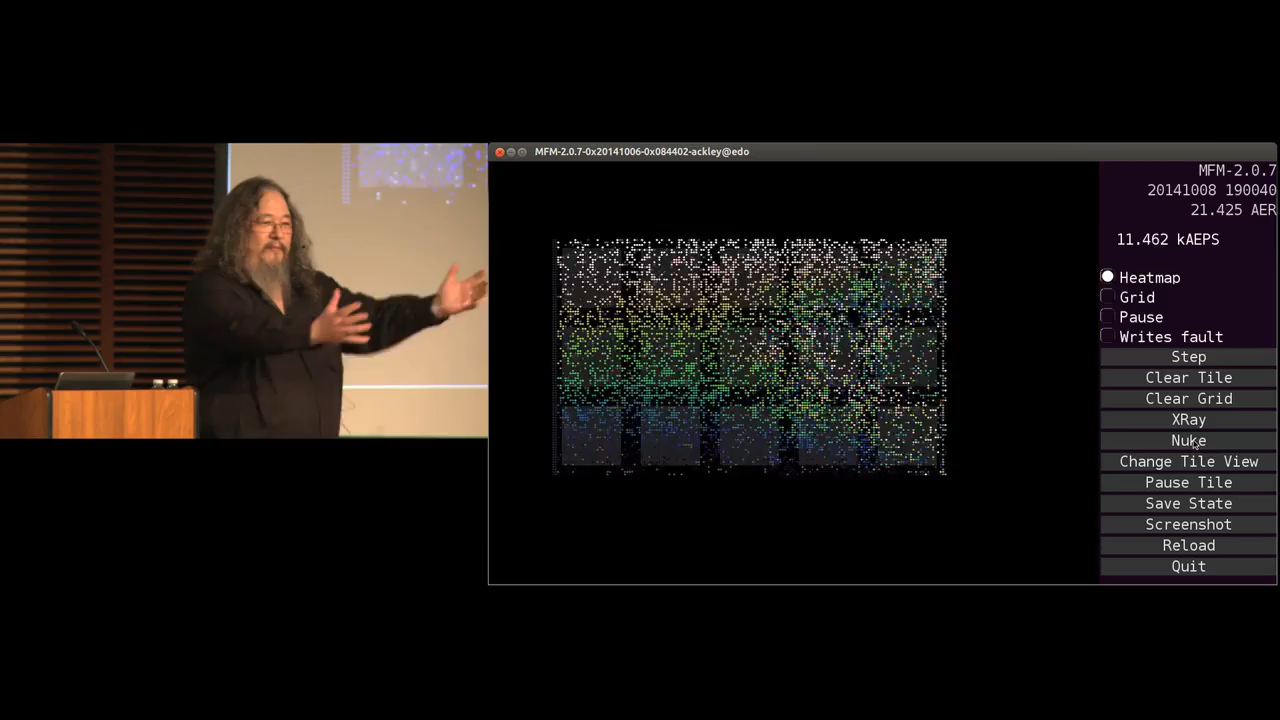 MFM-2.0.7-0x20141006-0x084402-ackley@edo
MFM-2.0.7
20141008 190040
21.425 AER
11.462 kAEPS
Heatmap
Grid
Pause
Writes fault
Step
Clear Tile
Clear Grid
XRay
Nuke
Change Tile View
Pause Tile
Save State
Screenshot
Reload
Quit